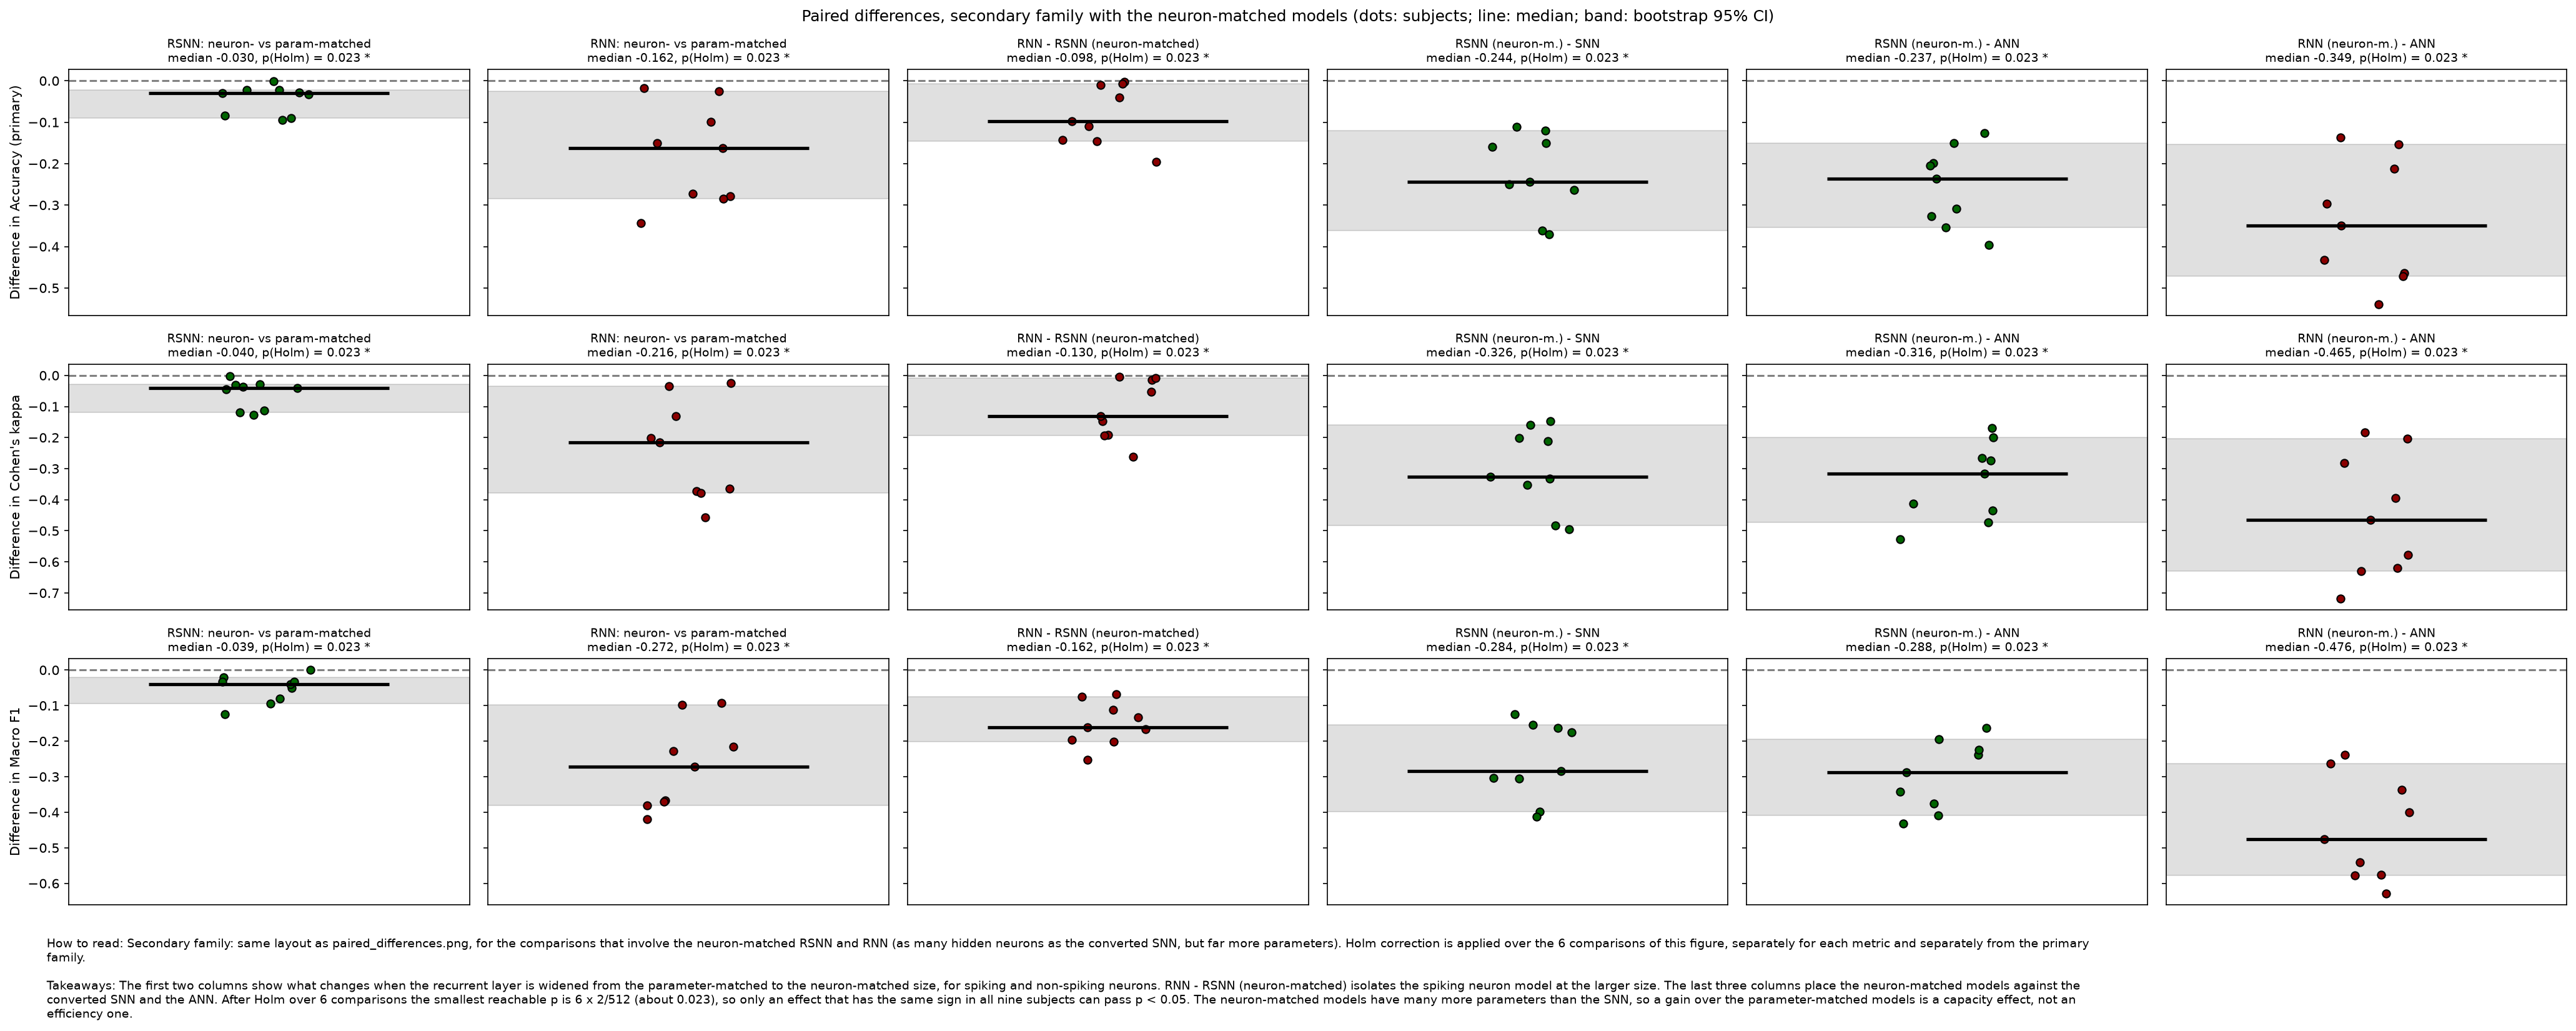 Paired differences, secondary family with the neuron-matched models (dots: subjects; line: median; band: bootstrap 95% CI)
RSNN: neuron- vs param-matched
median -0.030, p(Holm) = 0.023 *
RNN: neuron- vs param-matched
median -0.162, p(Holm) = 0.023 *
RNN - RSNN (neuron-matched)
median -0.098, p(Holm) = 0.023 *
RSNN (neuron-m.) - SNN
median -0.244, p(Holm) = 0.023 *
RSNN (neuron-m.) - ANN
median -0.237, p(Holm) = 0.023 *
RNN (neuron-m.) - ANN
median -0.349, p(Holm) = 0.023 *
Difference in Accuracy (primary)
0.0
−0.1
−0.2
−0.3
−0.4
−0.5
RSNN: neuron- vs param-matched
median -0.040, p(Holm) = 0.023 *
RNN: neuron- vs param-matched
median -0.216, p(Holm) = 0.023 *
RNN - RSNN (neuron-matched)
median -0.130, p(Holm) = 0.023 *
RSNN (neuron-m.) - SNN
median -0.326, p(Holm) = 0.023 *
RSNN (neuron-m.) - ANN
median -0.316, p(Holm) = 0.023 *
RNN (neuron-m.) - ANN
median -0.465, p(Holm) = 0.023 *
Difference in Cohen's kappa
0.0
−0.1
−0.2
−0.3
−0.4
−0.5
−0.6
−0.7
RSNN: neuron- vs param-matched
median -0.039, p(Holm) = 0.023 *
RNN: neuron- vs param-matched
median -0.272, p(Holm) = 0.023 *
RNN - RSNN (neuron-matched)
median -0.162, p(Holm) = 0.023 *
RSNN (neuron-m.) - SNN
median -0.284, p(Holm) = 0.023 *
RSNN (neuron-m.) - ANN
median -0.288, p(Holm) = 0.023 *
RNN (neuron-m.) - ANN
median -0.476, p(Holm) = 0.023 *
Difference in Macro F1
0.0
−0.1
−0.2
−0.3
−0.4
−0.5
−0.6
How to read: Secondary family: same layout as paired_differences.png, for the comparisons that involve the neuron-matched RSNN and RNN (as many hidden neurons as the converted SNN, but far more parameters). Holm correction is applied over the 6 comparisons of this figure, separately for each metric and separately from the primary
family.
Takeaways: The first two columns show what changes when the recurrent layer is widened from the parameter-matched to the neuron-matched size, for spiking and non-spiking neurons. RNN - RSNN (neuron-matched) isolates the spiking neuron model at the larger size. The last three columns place the neuron-matched models against the
converted SNN and the ANN. After Holm over 6 comparisons the smallest reachable p is 6 x 2/512 (about 0.023), so only an effect that has the same sign in all nine subjects can pass p < 0.05. The neuron-matched models have many more parameters than the SNN, so a gain over the parameter-matched models is a capacity effect, not an
efficiency one.